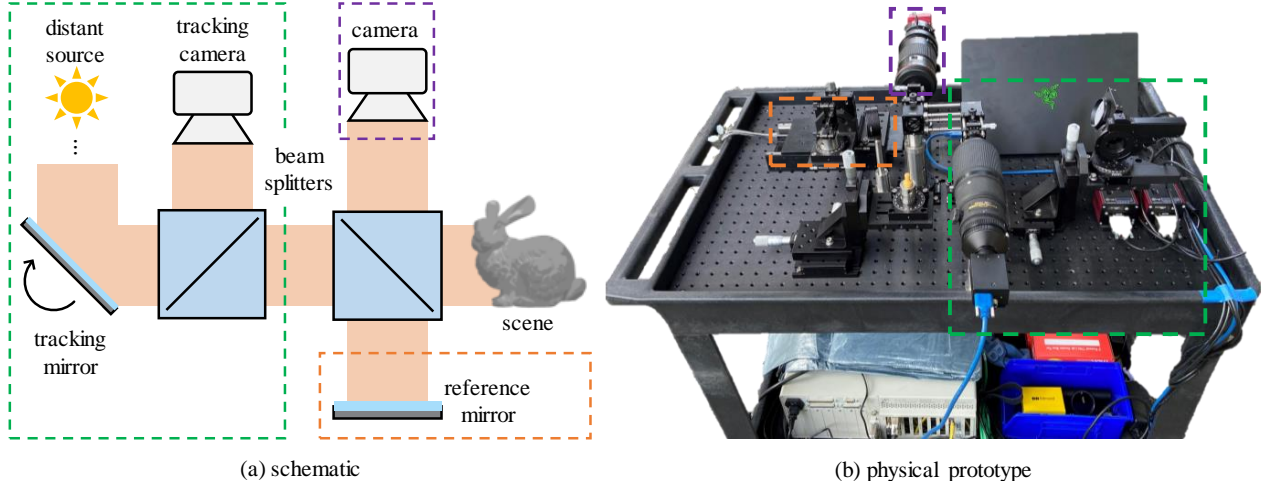 distant
source
tracking
camera
camera
beam
splitters
tracking
mirror
scene
reference
mirror
(a) schematic
(b) physical prototype